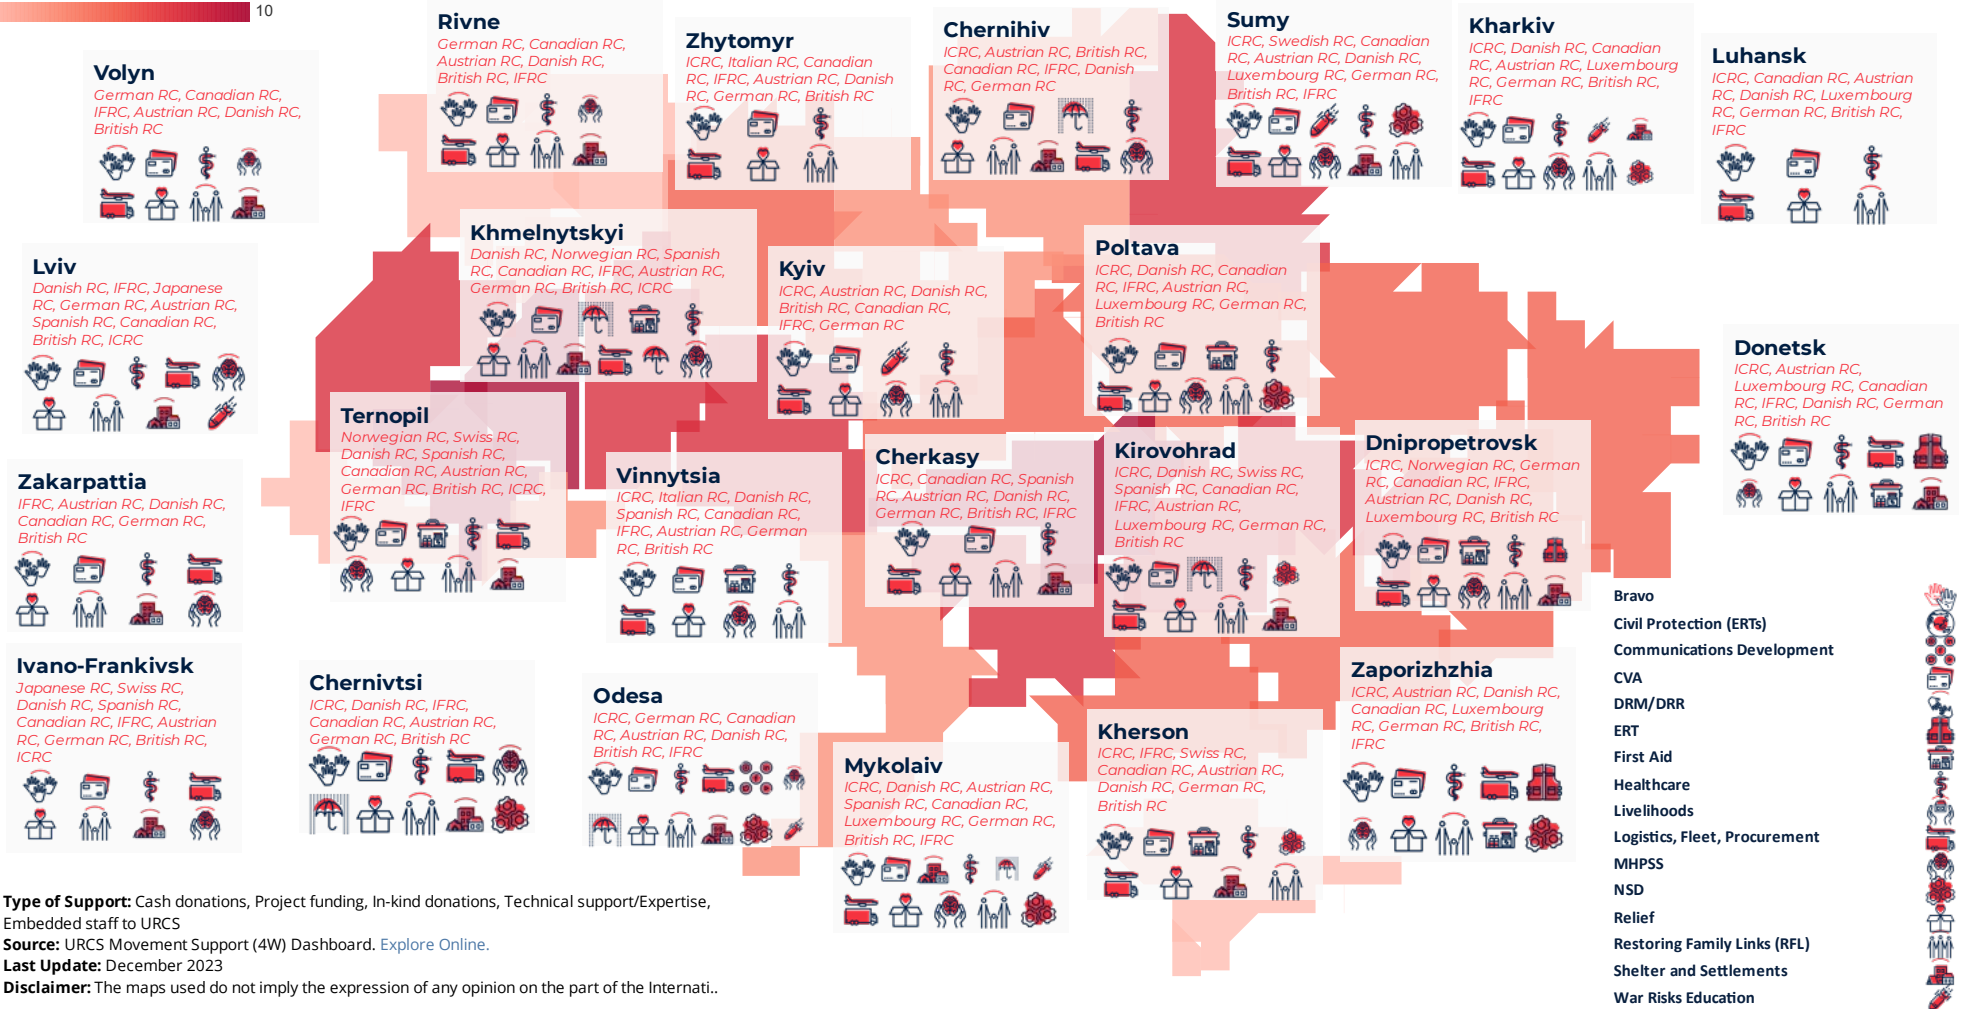 10
Rivne
German RC, Canadian RC,
Austrian RC, Danish RC,
British RC, IFRC
Zhytomyr
ICRC, Italian RC, Canadian
RC, IFRC, Austrian RC, Danish
RC, German RC, British RC
Chernihiv
ICRC, Austrian RC, British RC,
Canadian RC, IFRC, Danish
RC, German RC
Sumy
ICRC, Swedish RC, Canadian
RC, Austrian RC, Danish RC,
Luxembourg RC, German RC,
British RC, IFRC
Kharkiv
ICRC, Danish RC, Canadian
RC, Austrian RC, Luxembourg
RC, German RC, British RC,
IFRC
Luhansk
ICRC, Canadian RC, Austrian
RC, Danish RC, Luxembourg
RC, German RC, British RC,
IFRC
Volyn
German RC, Canadian RC,
IFRC, Austrian RC, Danish RC,
British RC
Khmelnytskyi
Danish RC, Norwegian RC, Spanish
RC, Canadian RC, IFRC, Austrian RC,
German RC, British RC, ICRC
Kyiv
ICRC, Austrian RC, Danish RC,
British RC, Canadian RC,
IFRC, German RC
Poltava
ICRC, Danish RC, Canadian
RC, IFRC, Austrian RC,
Luxembourg RC, German RC,
British RC
Lviv
Danish RC, IFRC, Japanese
RC, German RC, Austrian RC,
Spanish RC, Canadian RC,
British RC, ICRC
Donetsk
ICRC, Austrian RC,
Luxembourg RC, Canadian
RC, IFRC, Danish RC, German
RC, British RC
Ternopil
Norwegian RC, Swiss RC,
Danish RC, Spanish RC,
Canadian RC, Austrian RC,
German RC, British RC, ICRC,
IFRC
Vinnytsia
ICRC, Italian RC, Danish RC,
Spanish RC, Canadian RC,
IFRC, Austrian RC, German
RC, British RC
Cherkasy
ICRC, Canadian RC, Spanish
RC, Austrian RC, Danish RC,
German RC, British RC, IFRC
Kirovohrad
ICRC, Danish RC, Swiss RC,
Spanish RC, Canadian RC,
IFRC, Austrian RC,
Luxembourg RC, German RC,
British RC
Dnipropetrovsk
ICRC, Norwegian RC, German
RC, Canadian RC, IFRC,
Austrian RC, Danish RC,
Luxembourg RC, British RC
Zakarpattia
IFRC, Austrian RC, Danish RC,
Canadian RC, German RC,
British RC
Ivano-Frankivsk
Japanese RC, Swiss RC,
Danish RC, Spanish RC,
Canadian RC, IFRC, Austrian
RC, German RC, British RC,
ICRC
Chernivtsi
ICRC, Danish RC, IFRC,
Canadian RC, Austrian RC,
German RC, British RC
Odesa
ICRC, German RC, Canadian
RC, Austrian RC, Danish RC,
British RC, IFRC
Mykolaiv
ICRC, Danish RC, Austrian RC,
Spanish RC, Canadian RC,
Luxembourg RC, German RC,
British RC, IFRC
Kherson
ICRC, IFRC, Swiss RC,
Canadian RC, Austrian RC,
Danish RC, German RC,
British RC
Zaporizhzhia
ICRC, Austrian RC, Danish RC,
Canadian RC, Luxembourg
RC, German RC, British RC,
IFRC
Bravo
Civil Protection (ERTs)
Communications Development
CVA
DRM/DRR
ERT
First Aid
Healthcare
Livelihoods
Logistics, Fleet, Procurement
MHPSS
NSD
Relief
Restoring Family Links (RFL)
Shelter and Settlements
War Risks Education
Type of Support: Cash donations, Project funding, In-kind donations, Technical support/Expertise,
Embedded staff to URCS
Source: URCS Movement Support (4W) Dashboard. Explore Online.
Last Update: December 2023
Disclaimer: The maps used do not imply the expression of any opinion on the part of the Internati..